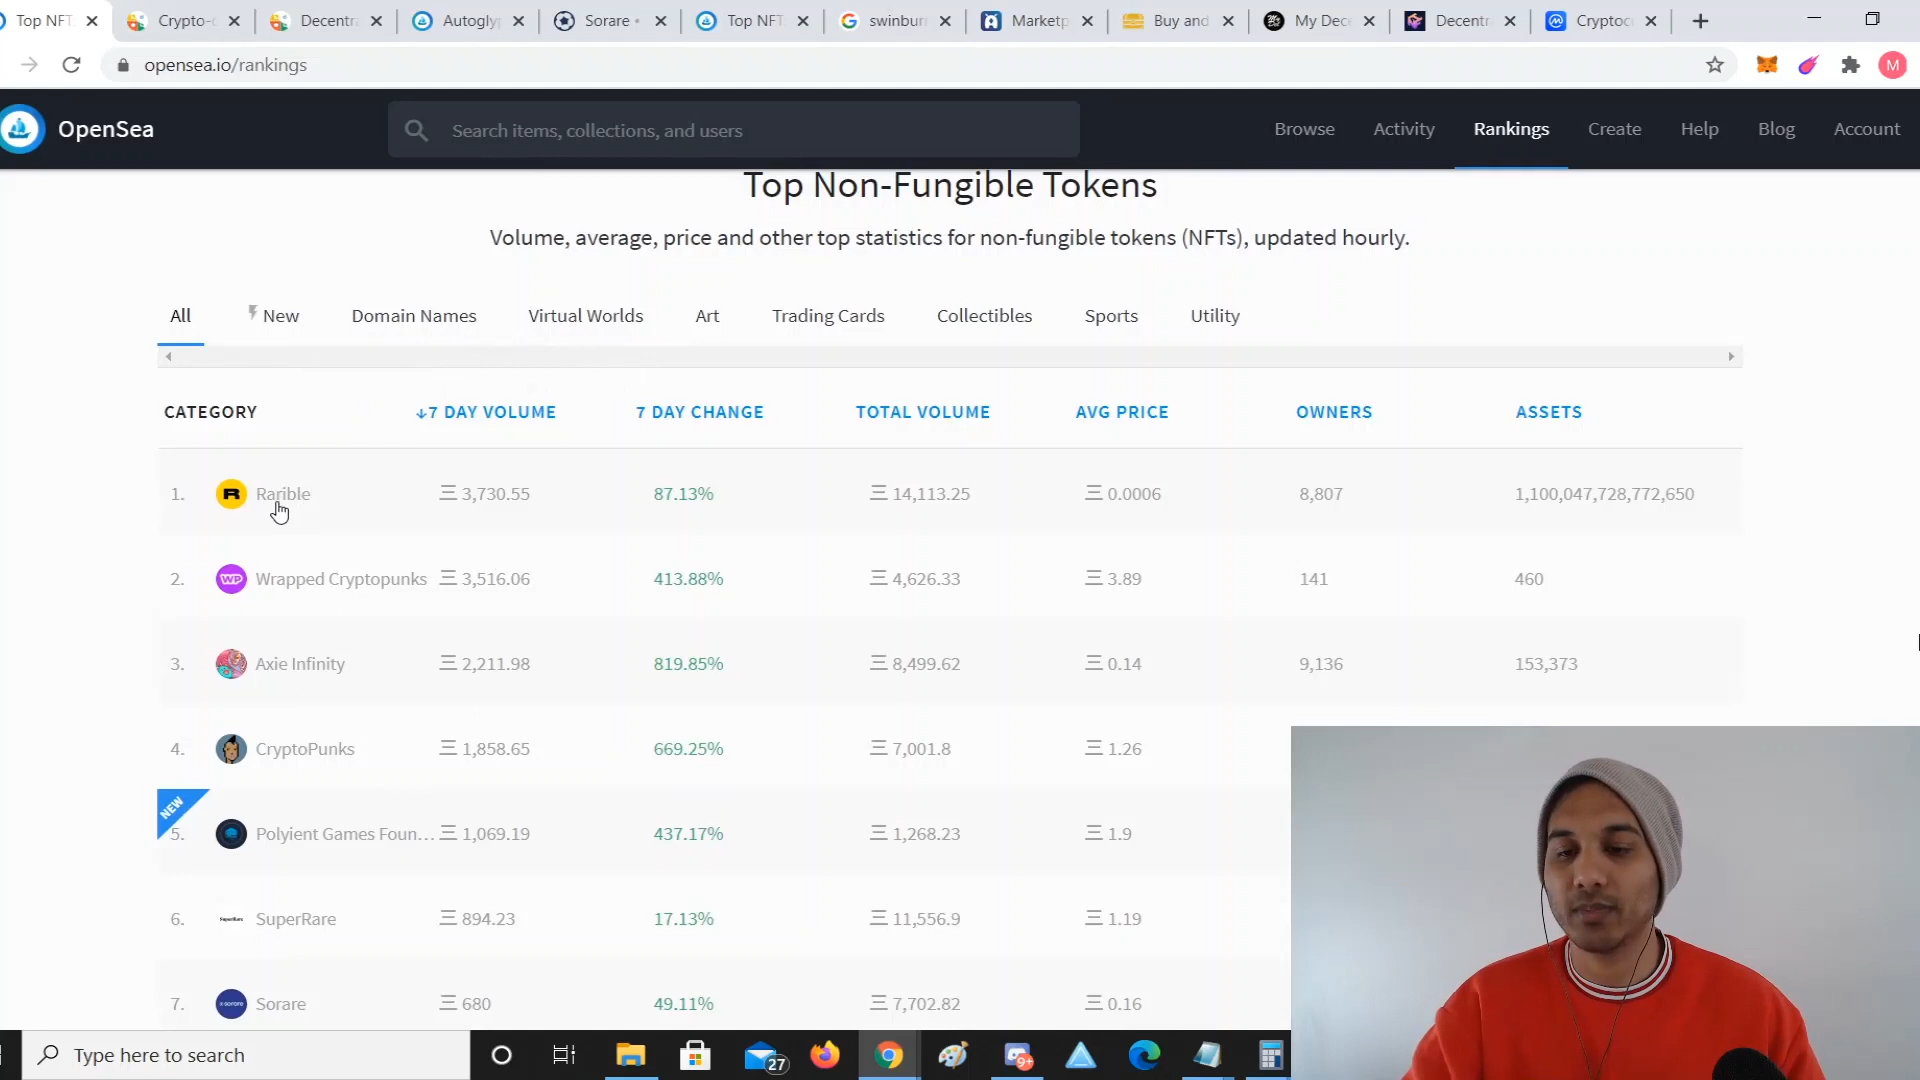 Top NFT
Crypto-c
Decentra
Autogly
Sorare •
Top NFT
swinbur
Marketp
Buy and
My Dec
Decentr
Cryptoc
opensea.io/rankings
M
OpenSea
Search items, collections, and users
Browse
Activity
Rankings
Create
Help
Blog
Account
Top Non-Fungible Tokens
Volume, average, price and other top statistics for non-fungible tokens (NFTs), updated hourly.
All
New
Domain Names
Virtual Worlds
Art
Trading Cards
Collectibles
Sports
Utility
CATEGORY ↓7 DAY VOLUME 7 DAY CHANGE TOTAL VOLUME AVG PRICE OWNERS ASSETS
1. R Rarible Ξ 3,730.55 87.13% Ξ 14,113.25 Ξ 0.0006 8,807 1,100,047,728,772,650
2. WP Wrapped Cryptopunks Ξ 3,516.06 413.88% Ξ 4,626.33 Ξ 3.89 141 460
3. Axie Infinity Ξ 2,211.98 819.85% Ξ 8,499.62 Ξ 0.14 9,136 153,373
4. CryptoPunks Ξ 1,858.65 669.25% Ξ 7,001.8 Ξ 1.26
NEW
5. Polyient Games Foun... Ξ 1,069.19 437.17% Ξ 1,268.23 Ξ 1.9
6. SuperRare SuperRare Ξ 894.23 17.13% Ξ 11,556.9 Ξ 1.19
7. sorare Sorare Ξ 680 49.11% Ξ 7,702.82 Ξ 0.16
Type here to search
27
9+